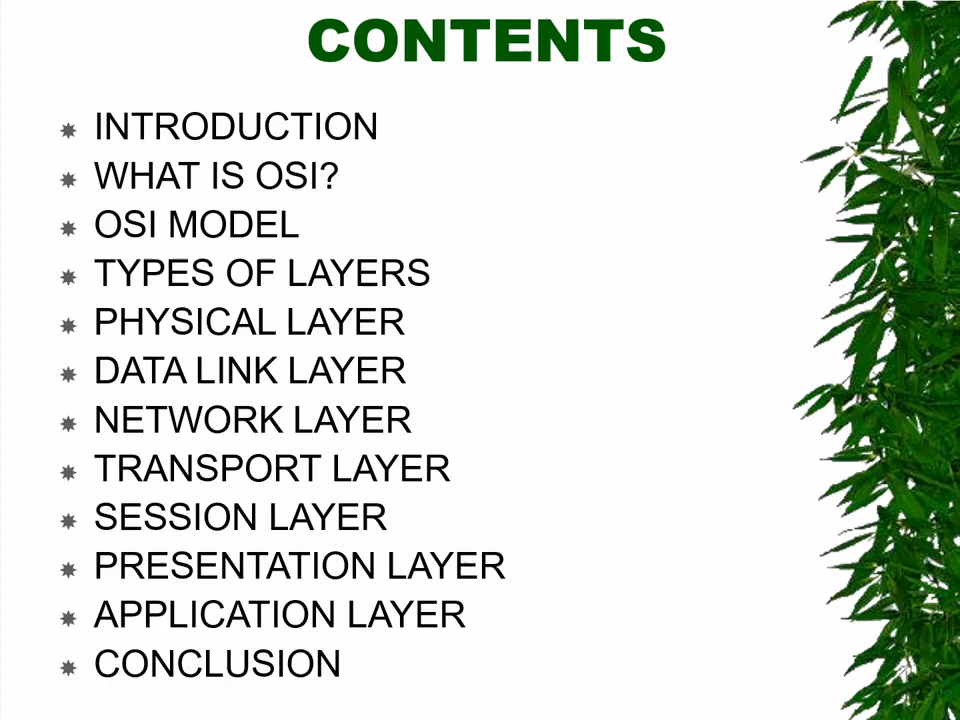 CONTENTS
INTRODUCTION
WHAT IS OSI?
OSI MODEL
TYPES OF LAYERS
PHYSICAL LAYER
DATA LINK LAYER
NETWORK LAYER
TRANSPORT LAYER
SESSION LAYER
PRESENTATION LAYER
APPLICATION LAYER
CONCLUSION